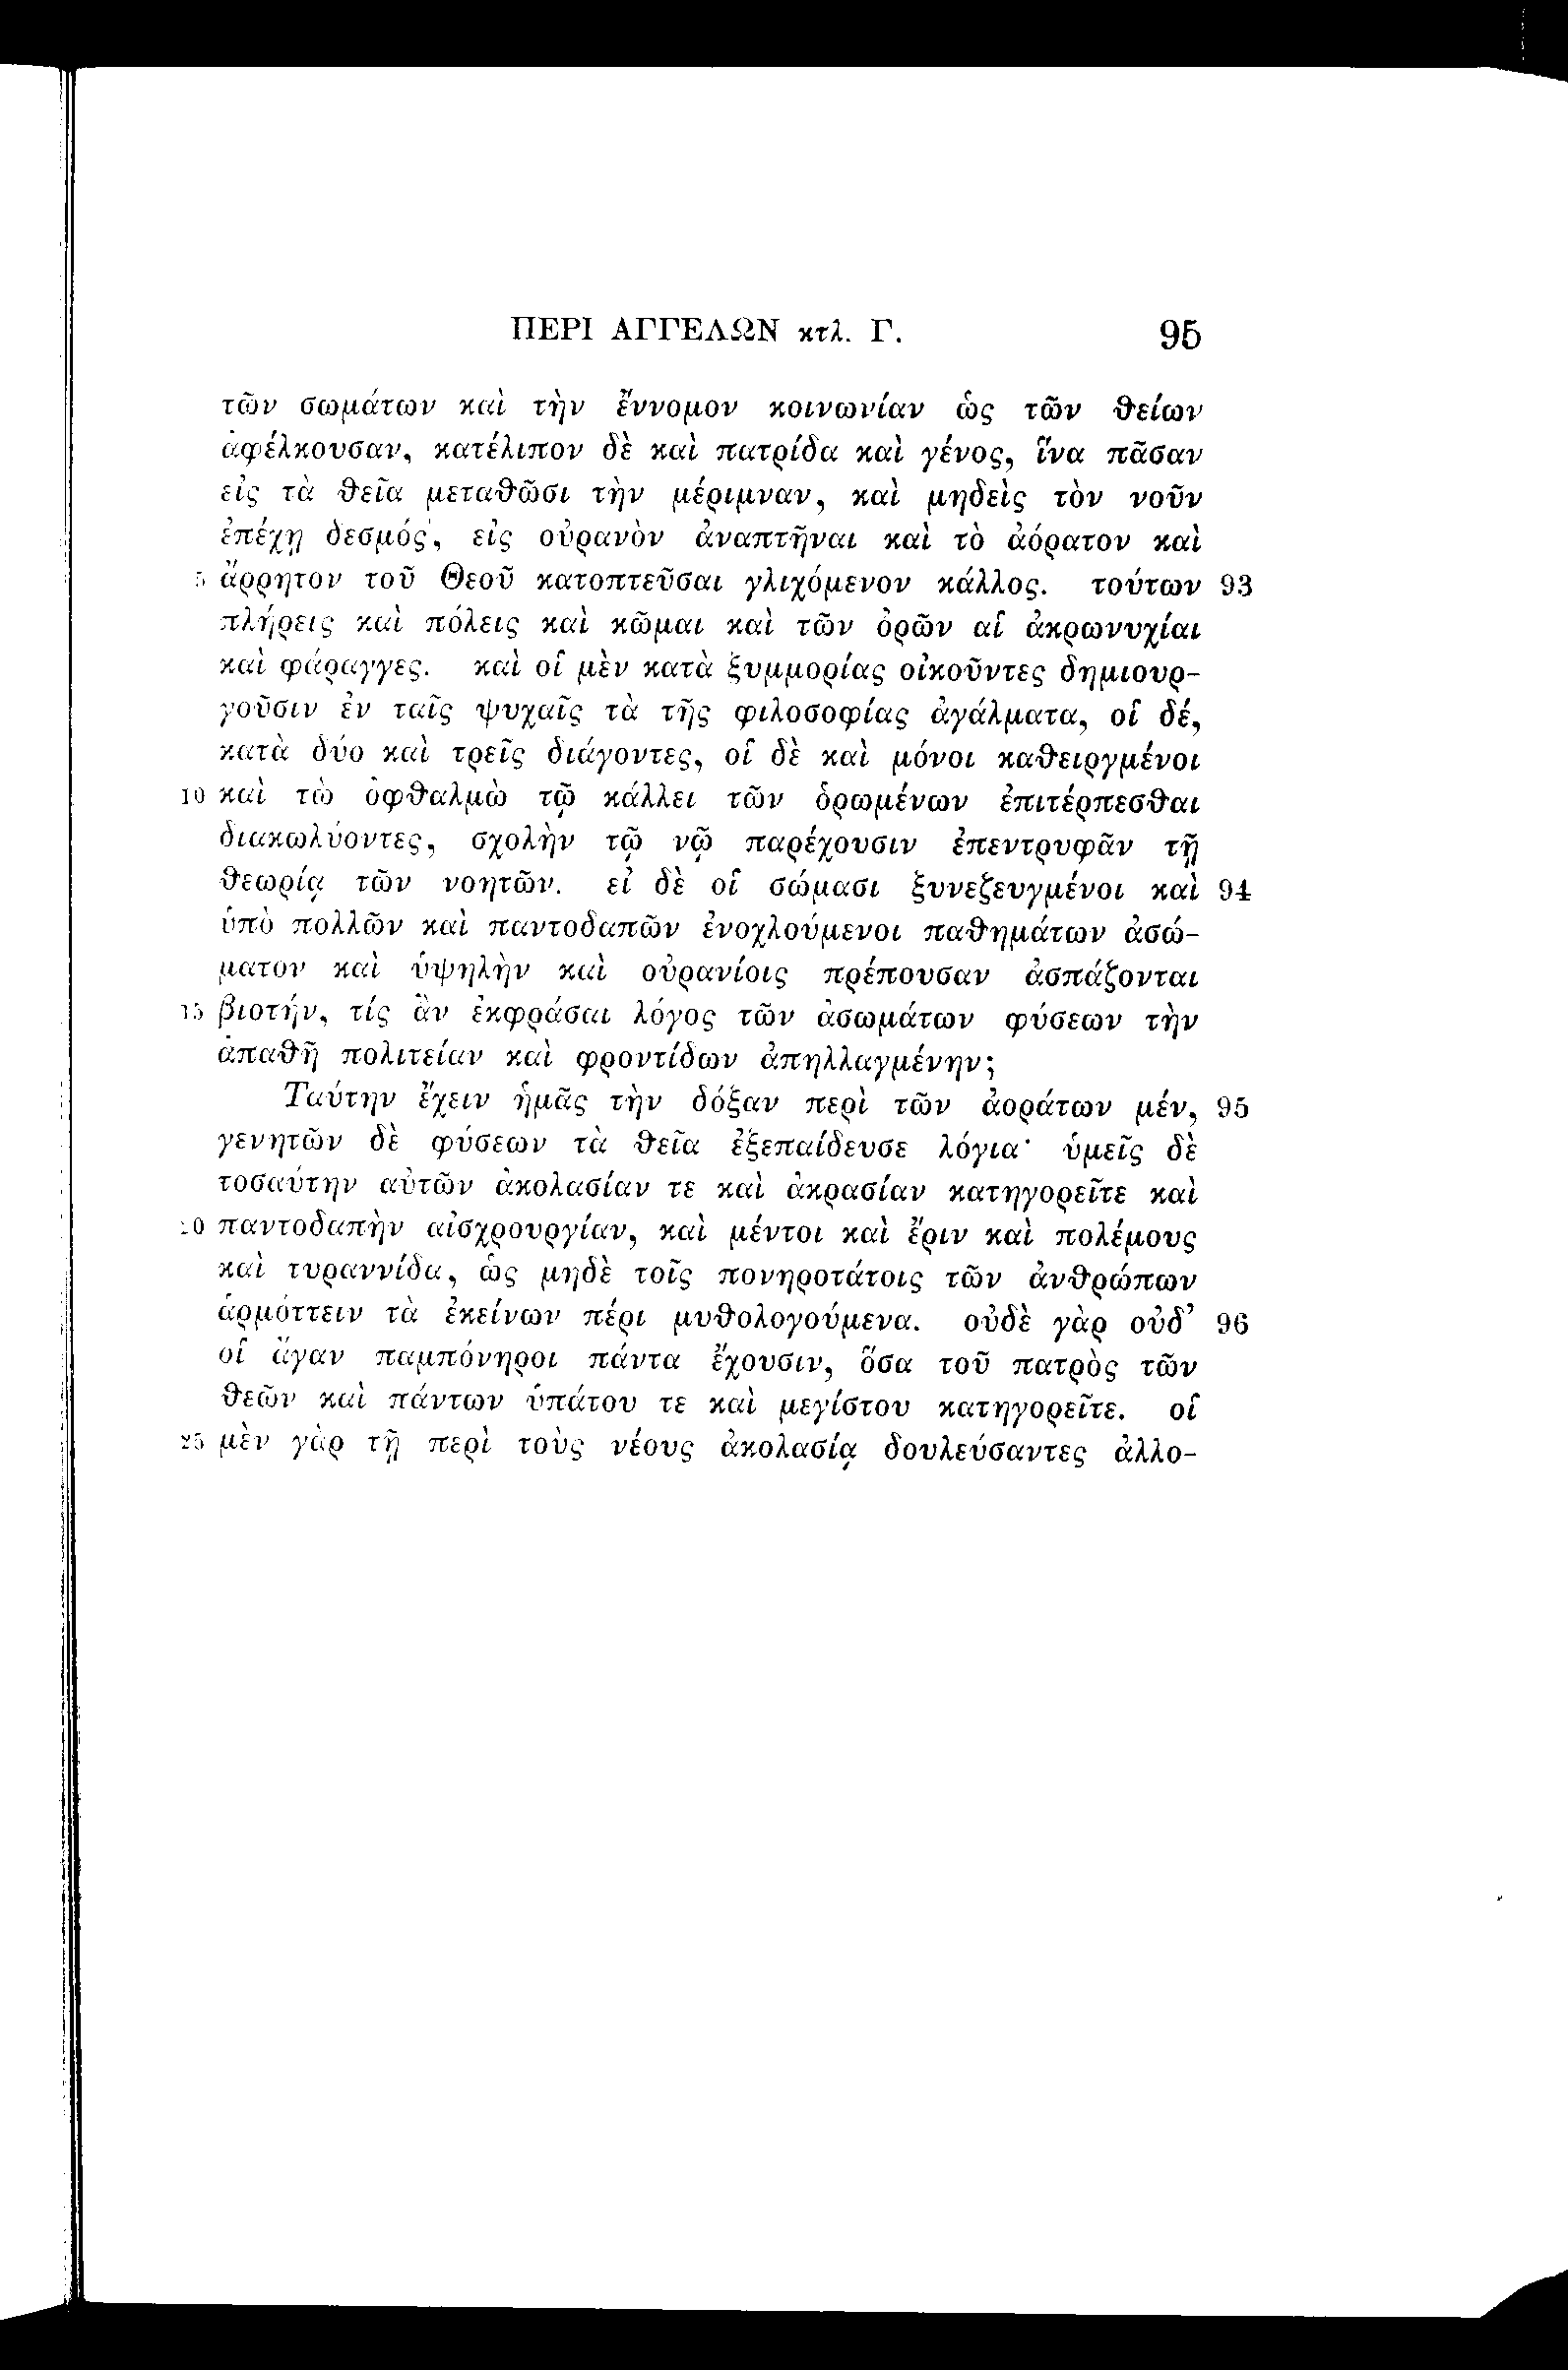 ΠΕΡΙ ΑΓΓΕΛΩΝ κτλ. Γ. 95
τῶν σωμάτων καὶ τὴν ἔννομον κοινωνίαν ὡς τῶν θείων
ἀφέλκουσαν, κατέλιπον δὲ καὶ πατρίδα καὶ γένος, ἵνα πᾶσαν
εἰς τὰ θεῖα μεταθῶσι τὴν μέριμναν, καὶ μηδεὶς τὸν νοῦν
ἐπέχῃ δεσμός, εἰς οὐρανὸν ἀναπτῆναι καὶ τὸ ἀόρατον καὶ
5 ἄρρητον τοῦ Θεοῦ κατοπτεῦσαι γλιχόμενον κάλλος. τούτων 93
πλήρεις καὶ πόλεις καὶ κῶμαι καὶ τῶν ὀρῶν αἱ ἀκρωνυχίαι
καὶ φάραγγες. καὶ οἱ μὲν κατὰ ξυμμορίας οἰκοῦντες δημιουρ-
γοῦσιν ἐν ταῖς ψυχαῖς τὰ τῆς φιλοσοφίας ἀγάλματα, οἱ δέ,
κατὰ δύο καὶ τρεῖς διάγοντες, οἱ δὲ καὶ μόνοι καθειργμένοι
10 καὶ τὼ ὀφθαλμὼ τῷ κάλλει τῶν ὁρωμένων ἐπιτέρπεσθαι
διακωλύοντες, σχολὴν τῷ νῷ παρέχουσιν ἐπεντρυφᾶν τῇ
θεωρίᾳ τῶν νοητῶν. εἰ δὲ οἱ σώμασι ξυνεζευγμένοι καὶ 94
ὑπὸ πολλῶν καὶ παντοδαπῶν ἐνοχλούμενοι παθημάτων ἀσώ-
ματον καὶ ὑψηλὴν καὶ οὐρανίοις πρέπουσαν ἀσπάζονται
15 βιοτήν, τίς ἂν ἐκφράσαι λόγος τῶν ἀσωμάτων φύσεων τὴν
ἀπαθῆ πολιτείαν καὶ φροντίδων ἀπηλλαγμένην;
Ταύτην ἔχειν ἡμᾶς τὴν δόξαν περὶ τῶν ἀοράτων μέν, 95
γενητῶν δὲ φύσεων τὰ θεῖα ἐξεπαίδευσε λόγια· ὑμεῖς δὲ
τοσαύτην αὐτῶν ἀκολασίαν τε καὶ ἀκρασίαν κατηγορεῖτε καὶ
20 παντοδαπὴν αἰσχρουργίαν, καὶ μέντοι καὶ ἔριν καὶ πολέμους
καὶ τυραννίδα, ὡς μηδὲ τοῖς πονηροτάτοις τῶν ἀνθρώπων
ἁρμόττειν τὰ ἐκείνων πέρι μυθολογούμενα. οὐδὲ γὰρ οὐδ’ 96
οἱ ἄγαν παμπόνηροι πάντα ἔχουσιν, ὅσα τοῦ πατρὸς τῶν
θεῶν καὶ πάντων ὑπάτου τε καὶ μεγίστου κατηγορεῖτε. οἱ
25 μὲν γὰρ τῇ περὶ τοὺς νέους ἀκολασίᾳ δουλεύσαντες ἀλλο-